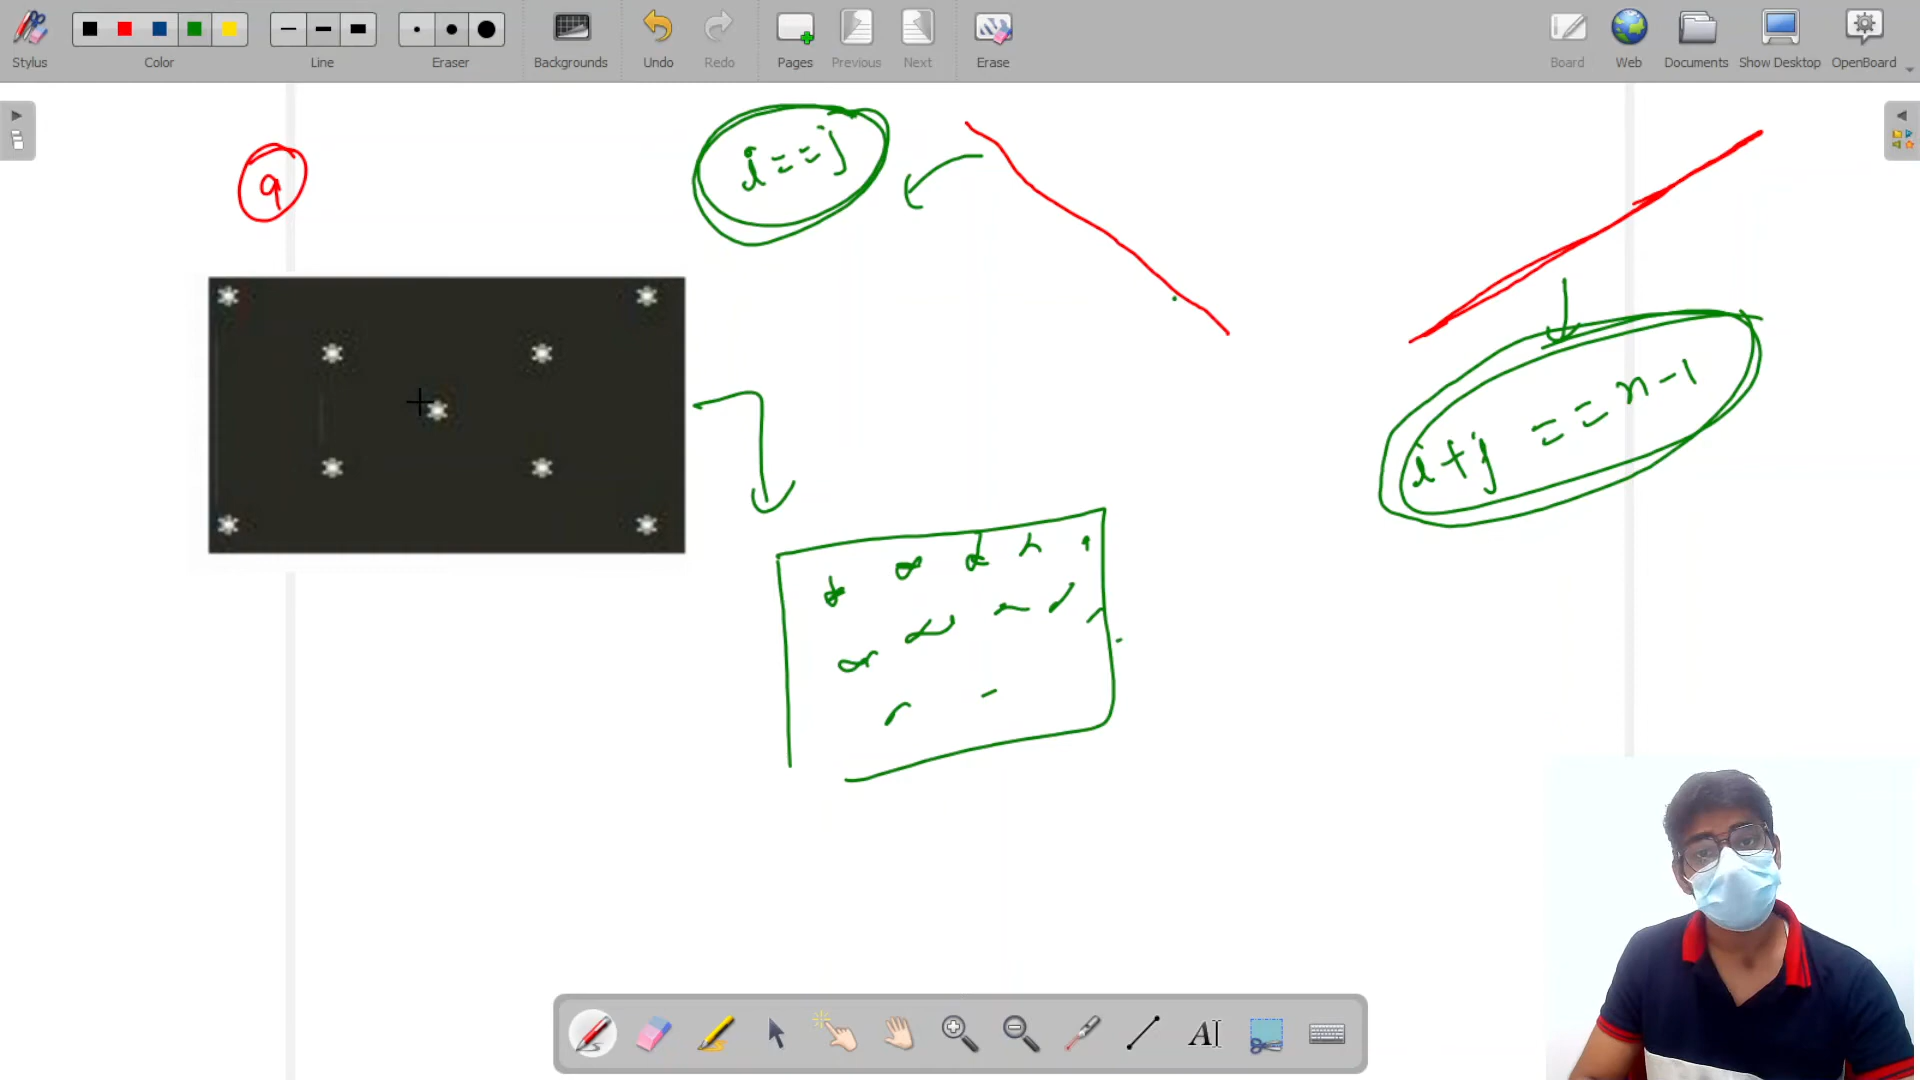 Stylus
Color
Line
Eraser
Backgrounds
Undo
Redo
Pages
Previous
Next
Erase
Board
Web
Documents
Show Desktop
OpenBoard
9
i==j
i+j == n-1